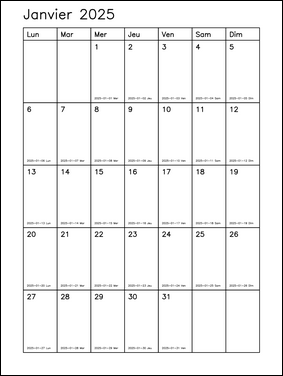 Janvier 2025
Lun Mar Mer Jeu Ven Sam Dim
1 2 3 4 5
2025-01-01 Mer 2025-01-02 Jeu 2025-01-03 Ven 2025-01-04 Sam 2025-01-05 Dim
6 7 8 9 10 11 12
2025-01-06 Lun 2025-01-07 Mar 2025-01-08 Mer 2025-01-09 Jeu 2025-01-10 Ven 2025-01-11 Sam 2025-01-12 Dim
13 14 15 16 17 18 19
2025-01-13 Lun 2025-01-14 Mar 2025-01-15 Mer 2025-01-16 Jeu 2025-01-17 Ven 2025-01-18 Sam 2025-01-19 Dim
20 21 22 23 24 25 26
2025-01-20 Lun 2025-01-21 Mar 2025-01-22 Mer 2025-01-23 Jeu 2025-01-24 Ven 2025-01-25 Sam 2025-01-26 Dim
27 28 29 30 31
2025-01-27 Lun 2025-01-28 Mar 2025-01-29 Mer 2025-01-30 Jeu 2025-01-31 Ven